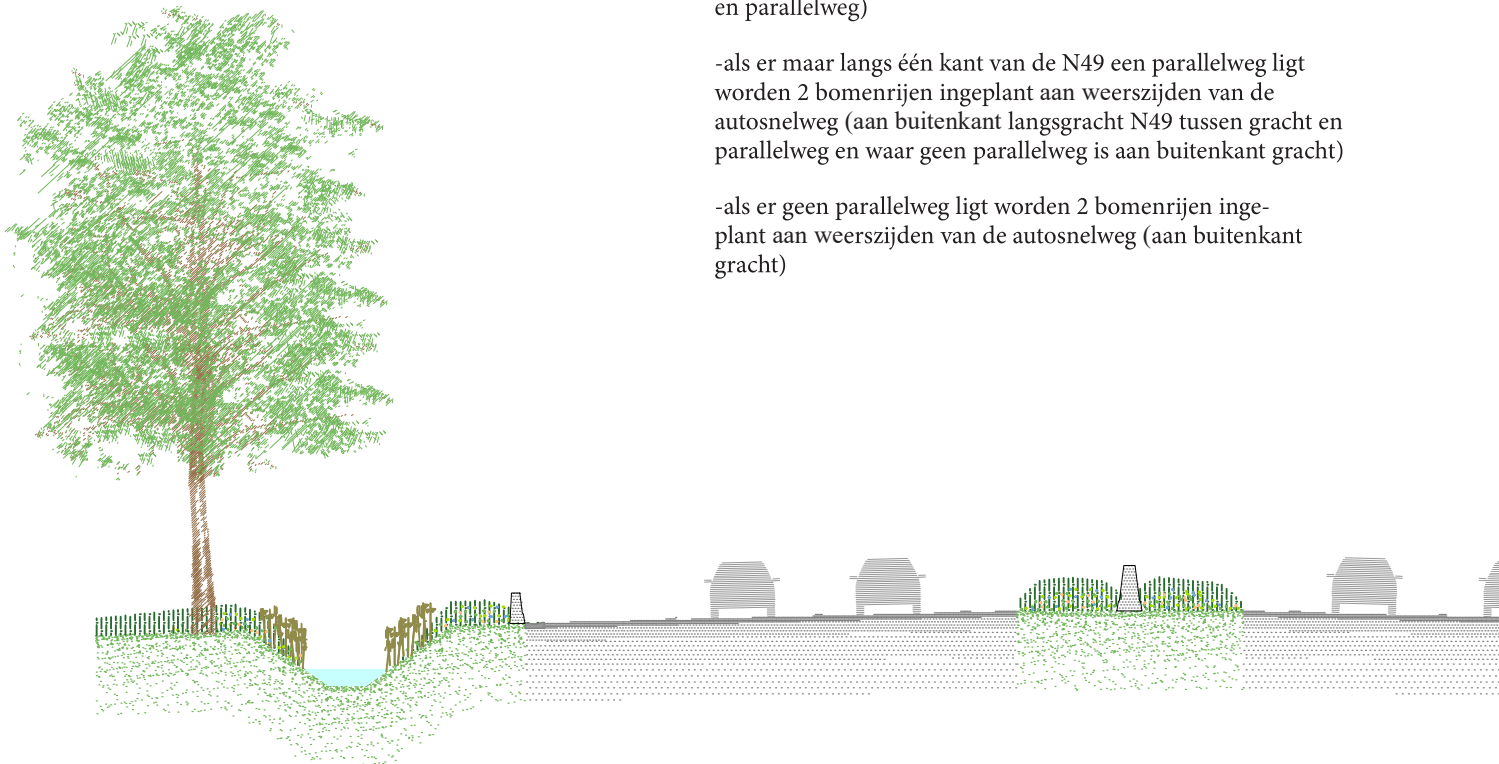 en parallelweg)
-als er maar langs één kant van de N49 een parallelweg ligt
worden 2 bomenrijen ingeplant aan weerszijden van de
autosnelweg (aan buitenkant langsgracht N49 tussen gracht en
parallelweg en waar geen parallelweg is aan buitenkant gracht)
-als er geen parallelweg ligt worden 2 bomenrijen inge-
plant aan weerszijden van de autosnelweg (aan buitenkant
gracht)